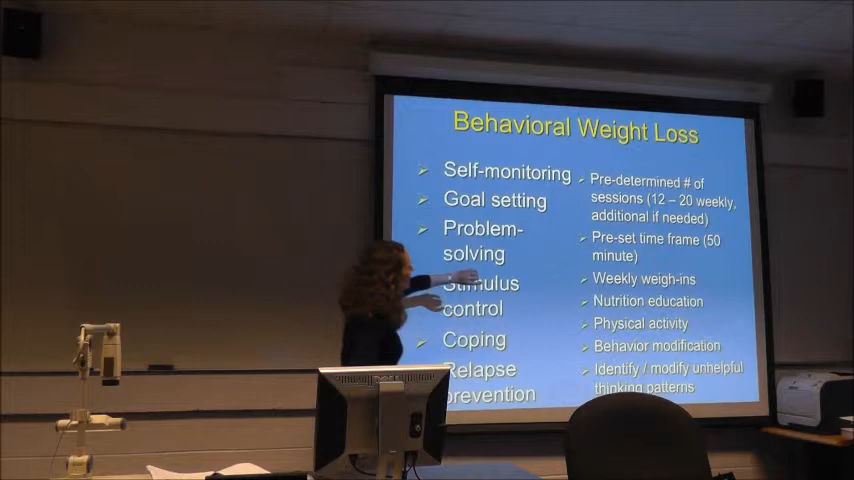 Behavioral Weight Loss
Self-monitoring
Goal setting
Problem-
solving
Stimulus
control
Coping
Relapse
prevention
Pre-determined # of
sessions (12 – 20 weekly,
additional if needed)
Pre-set time frame (50
minute)
Weekly weigh-ins
Nutrition education
Physical activity
Behavior modification
Identify / modify unhelpful
thinking patterns